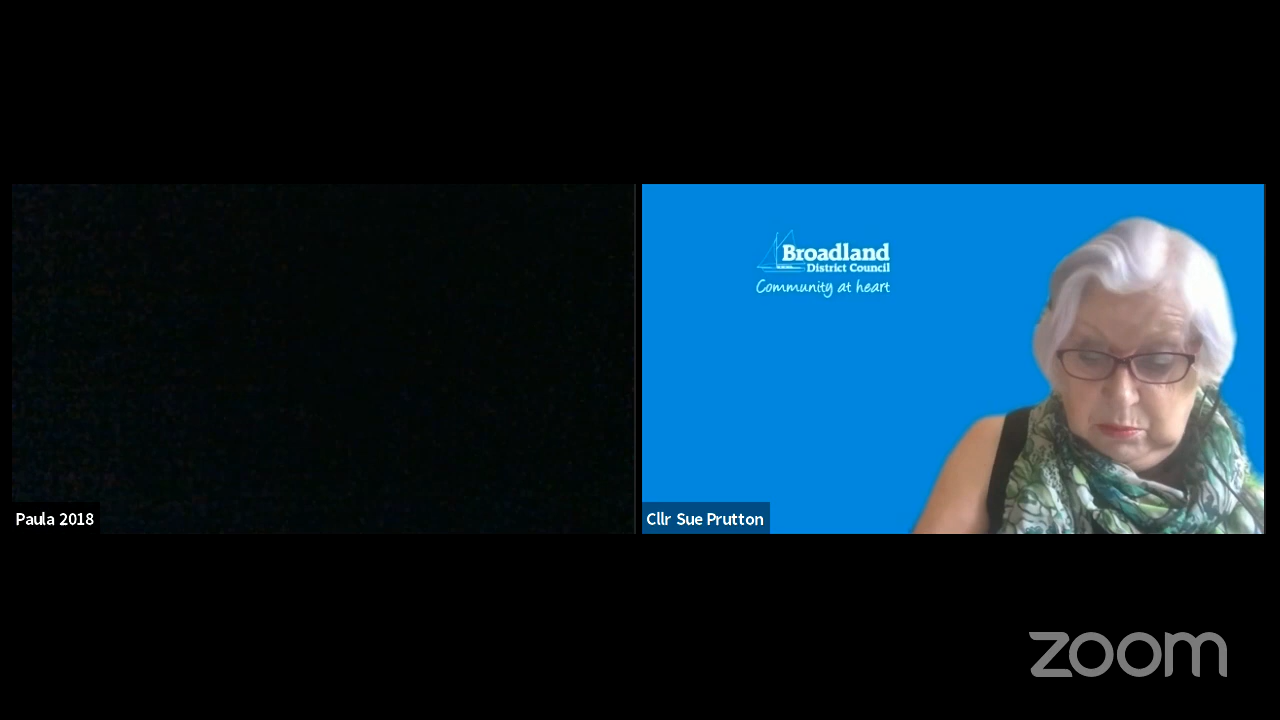 Broadland
District Council
Community at heart
Paula 2018
Cllr Sue Prutton
zoom